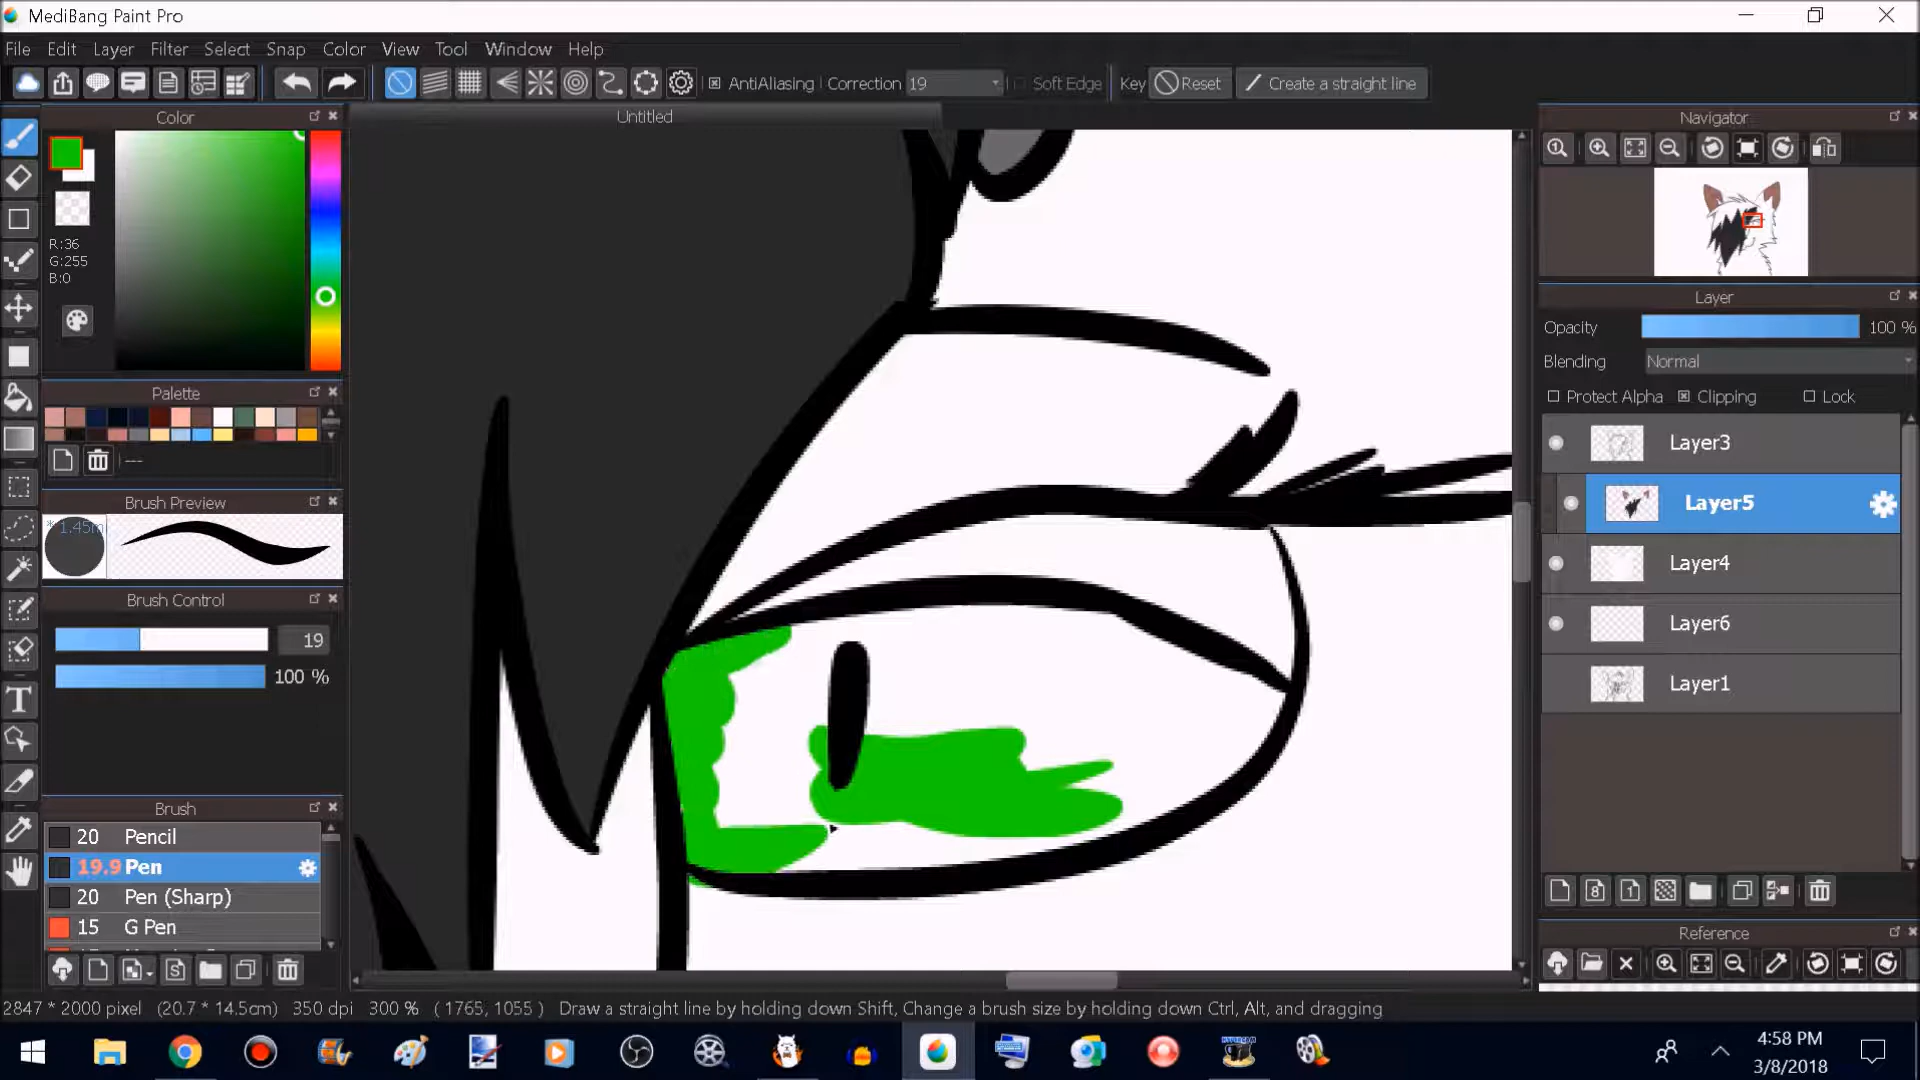 MediBang Paint Pro
File Edit Layer Filter Select Snap Color View Tool Window Help
AntiAliasing Correction 19 Soft Edge Key Reset Create a straight line
Color
Untitled
Navigator
R:36
G:255
B:0
Layer
Opacity 100 %
Blending Normal
Protect Alpha Clipping Lock
Palette
---
Layer3
Brush Preview
Layer5
* 1.45m
Layer4
Brush Control
Layer6
19
100 %
Layer1
Brush
20 Pencil
19.9 Pen
20 Pen (Sharp)
15 G Pen
Reference
2847 * 2000 pixel (20.7 * 14.5cm) 350 dpi 300 % ( 1765, 1055 ) Draw a straight line by holding down Shift, Change a brush size by holding down Ctrl, Alt, and dragging
4:58 PM
3/8/2018